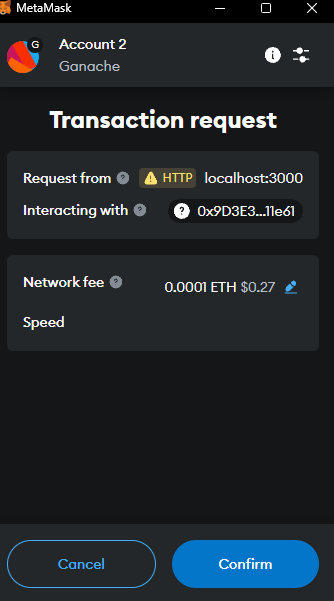 MetaMask
G
Account 2
Ganache
Transaction request
Request from HTTP localhost:3000
Interacting with 0x9D3E3...11e61
Network fee 0.0001 ETH $0.27
Speed
Cancel Confirm